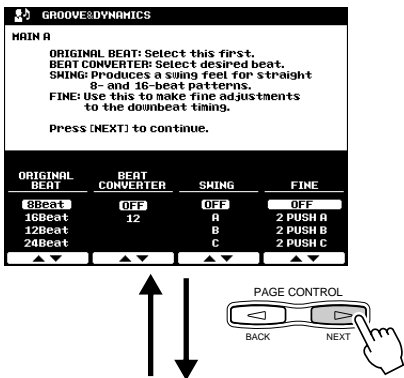 GROOVE&DYNAMICS
MAIN A
ORIGINAL BEAT: Select this first.
BEAT CONVERTER: Select desired beat.
SWING: Produces a swing feel for straight
8- and 16-beat patterns.
FINE: Use this to make fine adjustments
to the downbeat timing.
Press [NEXT] to continue.
ORIGINAL BEAT BEAT CONVERTER SWING FINE
8Beat OFF OFF OFF
16Beat 12 A 2 PUSH A
12Beat B 2 PUSH B
24Beat C 2 PUSH C
PAGE CONTROL
BACK NEXT